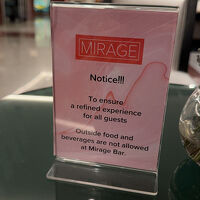 MIRAGE
Notice!!!
To ensure
a refined experience
for all guests
Outside food and
beverages are not allowed
at Mirage Bar.